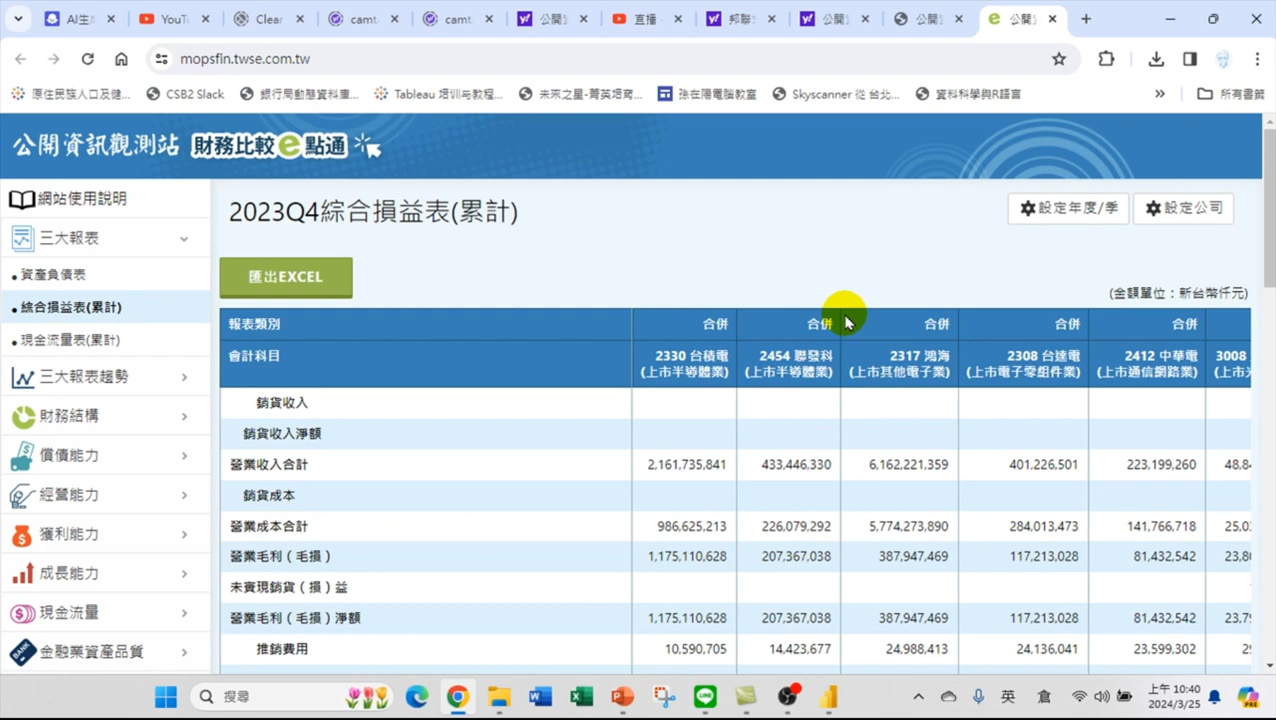 AI生
YouT
Clear
camt
camt
公開
直播
邦聯
公開
公開
公開
mopsfin.twse.com.tw
原住民族人口及健...
CSB2 Slack
銀行局動態資料庫...
Tableau 培训与教程...
未來之星-菁英培育...
孫在陽電腦教室
Skyscanner 從 台北...
資料科學與R語言
»
所有書籤
公開資訊觀測站 財務比較e點通
網站使用說明
三大報表
資產負債表
綜合損益表(累計)
現金流量表(累計)
三大報表趨勢
財務結構
償債能力
經營能力
獲利能力
成長能力
現金流量
BANK 金融業資產品質
2023Q4綜合損益表(累計)
設定年度/季
設定公司
匯出EXCEL
(金額單位：新台幣仟元)
報表類別 合併 合併 合併 合併 合併
會計科目 2330 台積電 (上市半導體業) 2454 聯發科 (上市半導體業) 2317 鴻海 (上市其他電子業) 2308 台達電 (上市電子零組件業) 2412 中華電 (上市通信網路業) 3008 (上市
銷貨收入
銷貨收入淨額
營業收入合計 2,161,735,841 433,446,330 6,162,221,359 401,226,501 223,199,260 48,84
銷貨成本
營業成本合計 986,625,213 226,079,292 5,774,273,890 284,013,473 141,766,718 25,03
營業毛利（毛損） 1,175,110,628 207,367,038 387,947,469 117,213,028 81,432,542 23,80
未實現銷貨（損）益
營業毛利（毛損）淨額 1,175,110,628 207,367,038 387,947,469 117,213,028 81,432,542 23,79
推銷費用 10,590,705 14,423,677 24,988,413 24,136,041 23,599,302 29
搜尋
英
倉
上午 10:40
2024/3/25
PRE